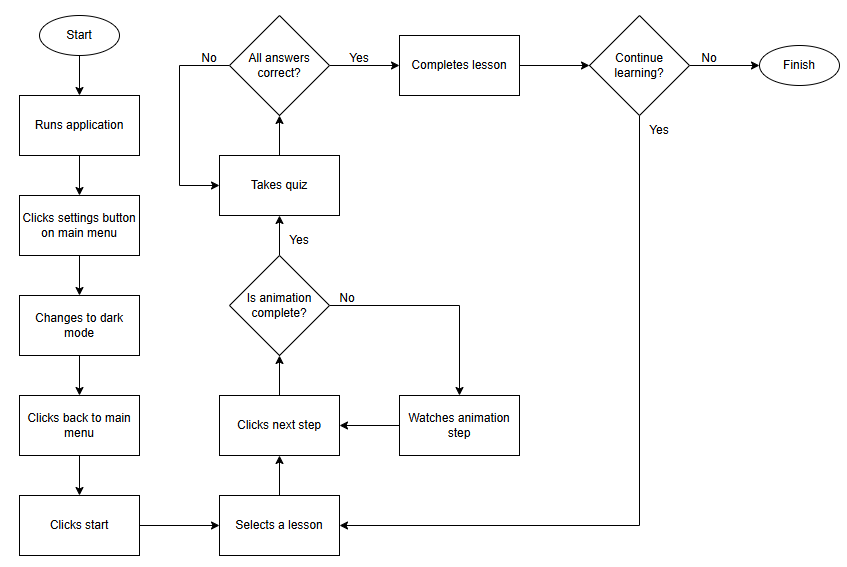 Start
Runs application
Clicks settings button
on main menu
Changes to dark
mode
Clicks back to main
menu
Clicks start
Selects a lesson
Clicks next step
Watches animation
step
Is animation
complete?
No
Yes
Takes quiz
All answers
correct?
No
Yes
Completes lesson
Continue
learning?
Yes
No
Finish